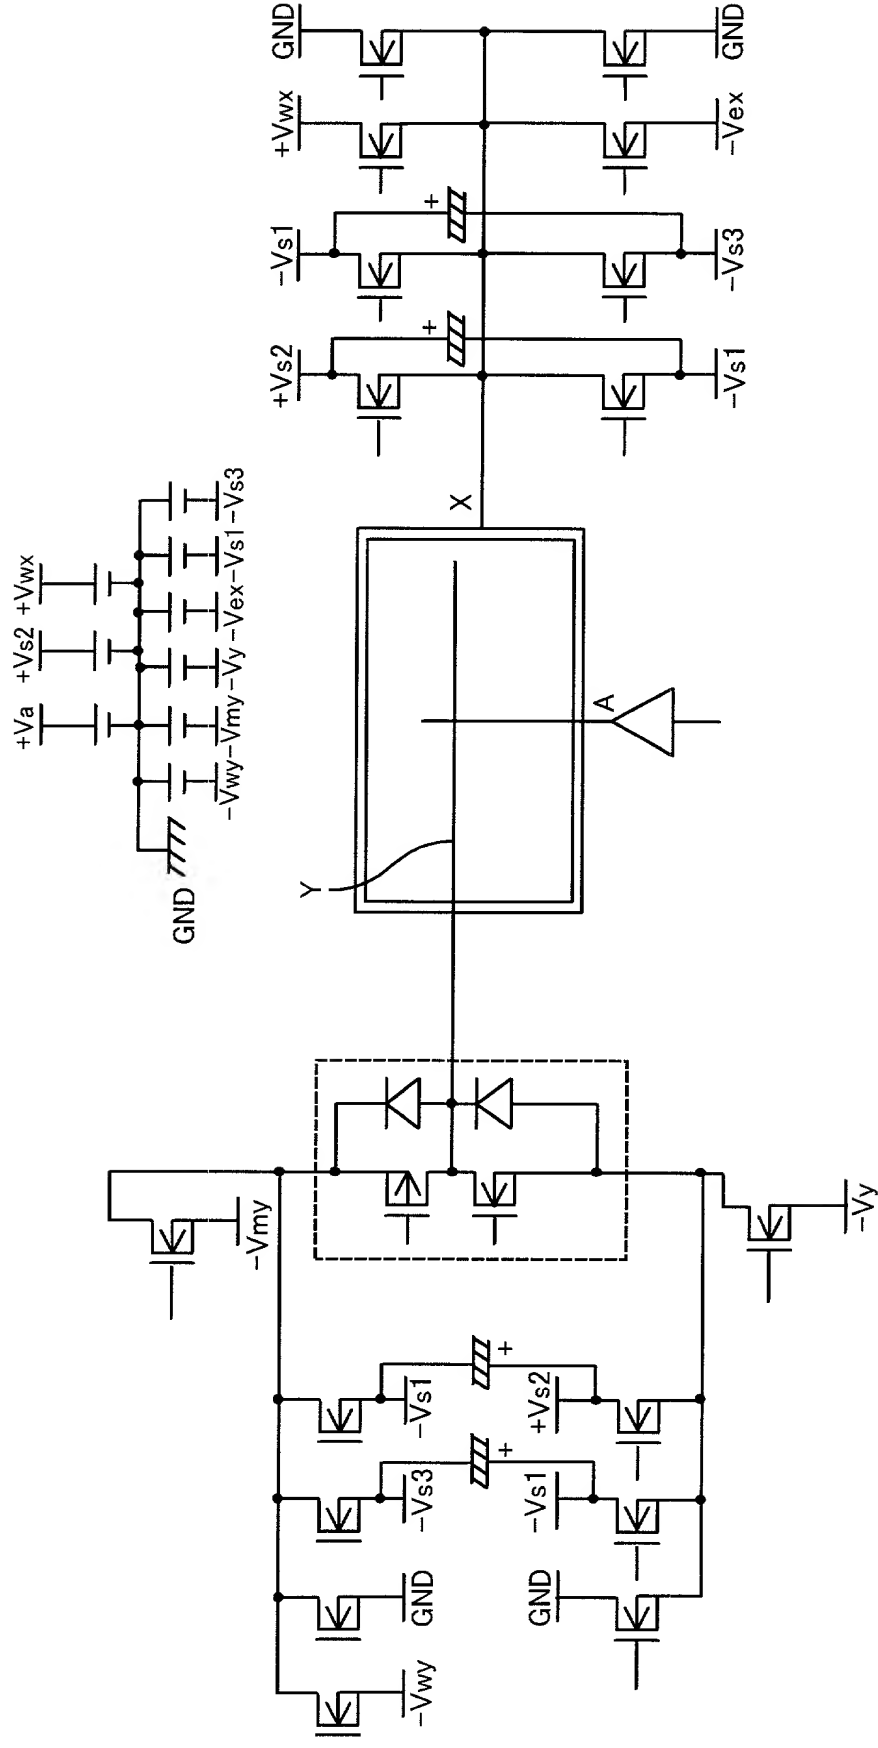 GND
+Vwx
-Vs1
+Vs2
+
+
GND
-Vex
-Vs3
-Vs1
X
+Va
+Vs2
+Vwx
GND
-Vwy
-Vmy
-Vy
-Vex
-Vs1
-Vs3
Y
A
-Vmy
-Vy
-Vs1
+
+Vs2
-Vs3
+
-Vs1
GND
GND
-Vwy